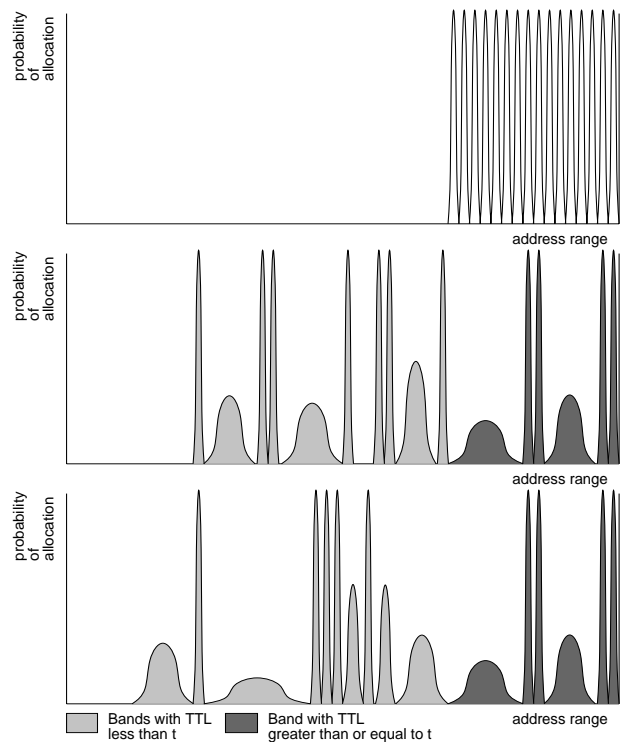 probability
of
allocation
address range
probability
of
allocation
address range
probability
of
allocation
address range
Bands with TTL
less than t
Band with TTL
greater than or equal to t